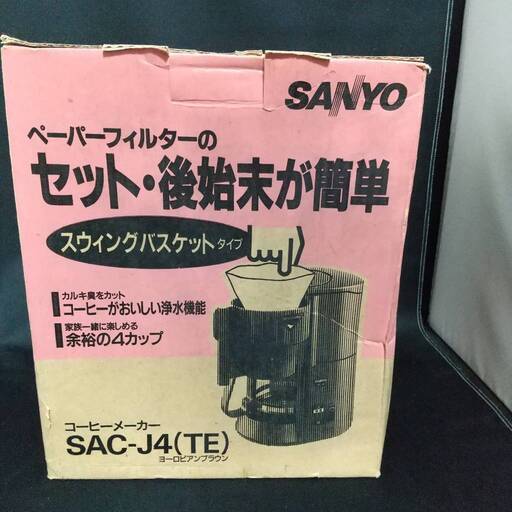 SANYO
ペーパーフィルターの
セット・後始末が簡単
スウィングバスケットタイプ
カルキ臭をカット
コーヒーがおいしい浄水機能
家族一緒に楽しめる
余裕の4カップ
コーヒーメーカー
SAC-J4(TE)
ヨーロピアンブラウン